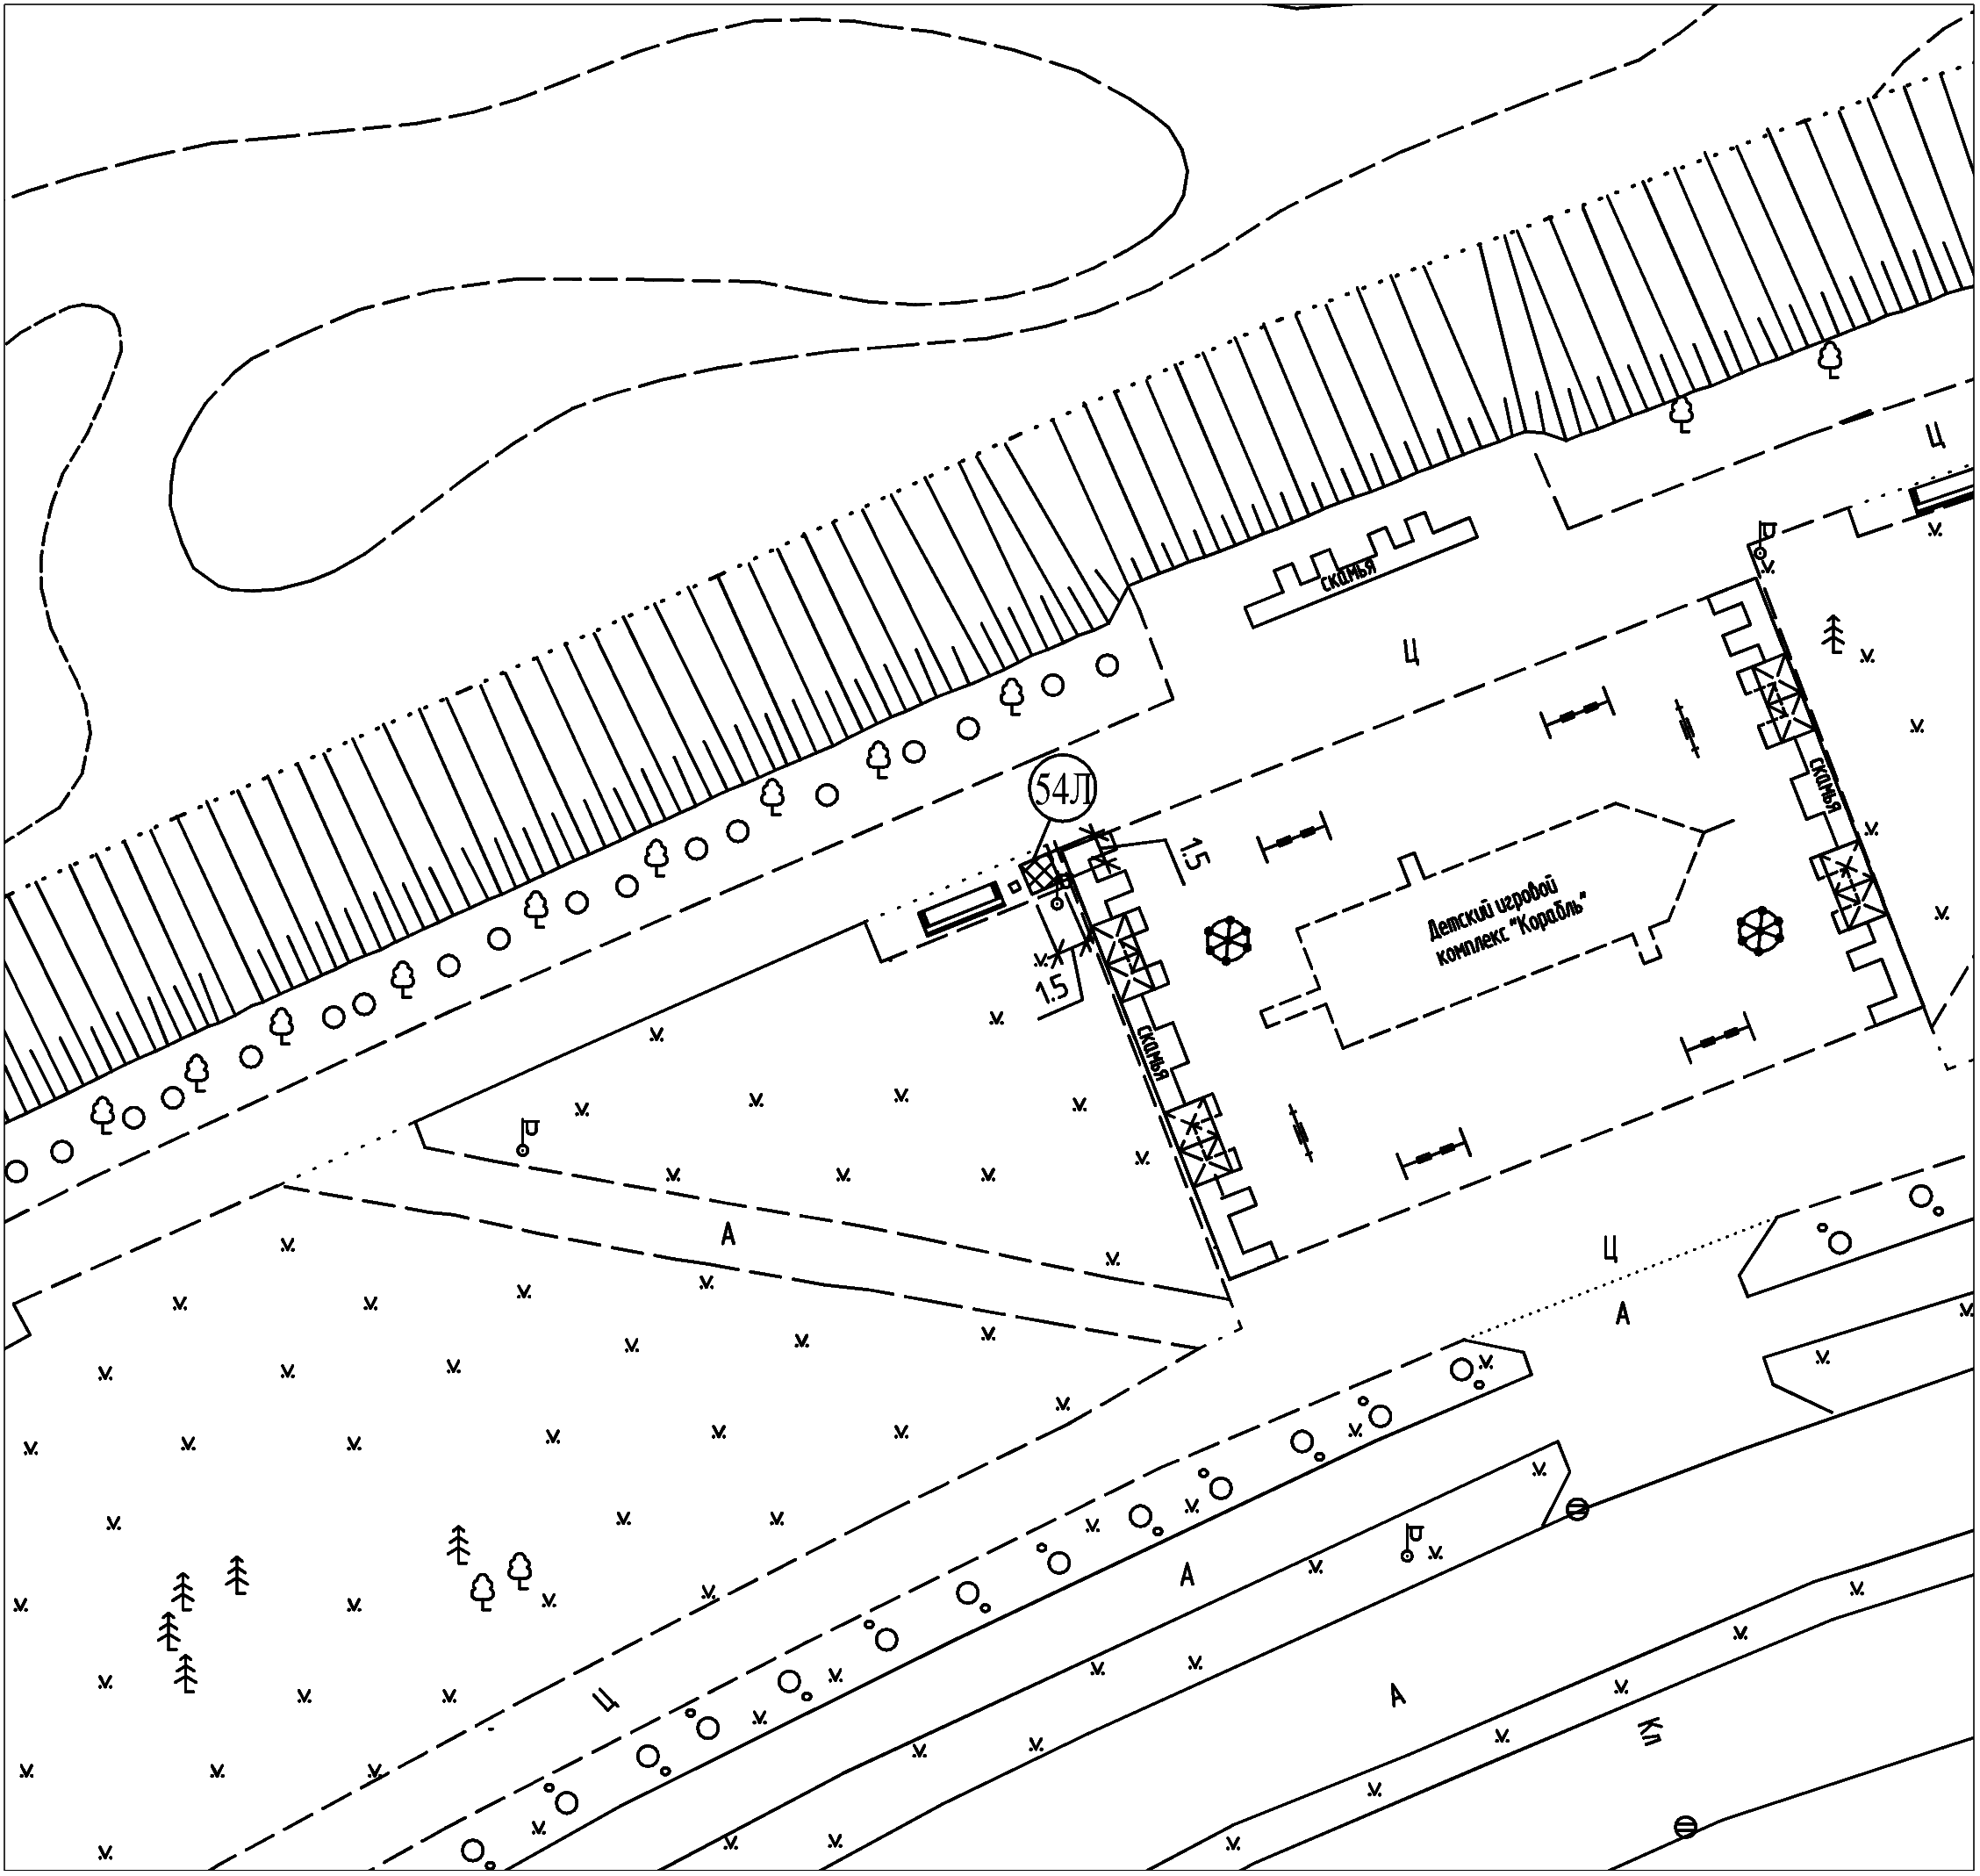 Ц
скамья
Ц
54Л
1.5
скамья
Детский игровой
комплекс "Корабль"
1.5
скамья
А
Ц
А
А
Ц
А
Кл